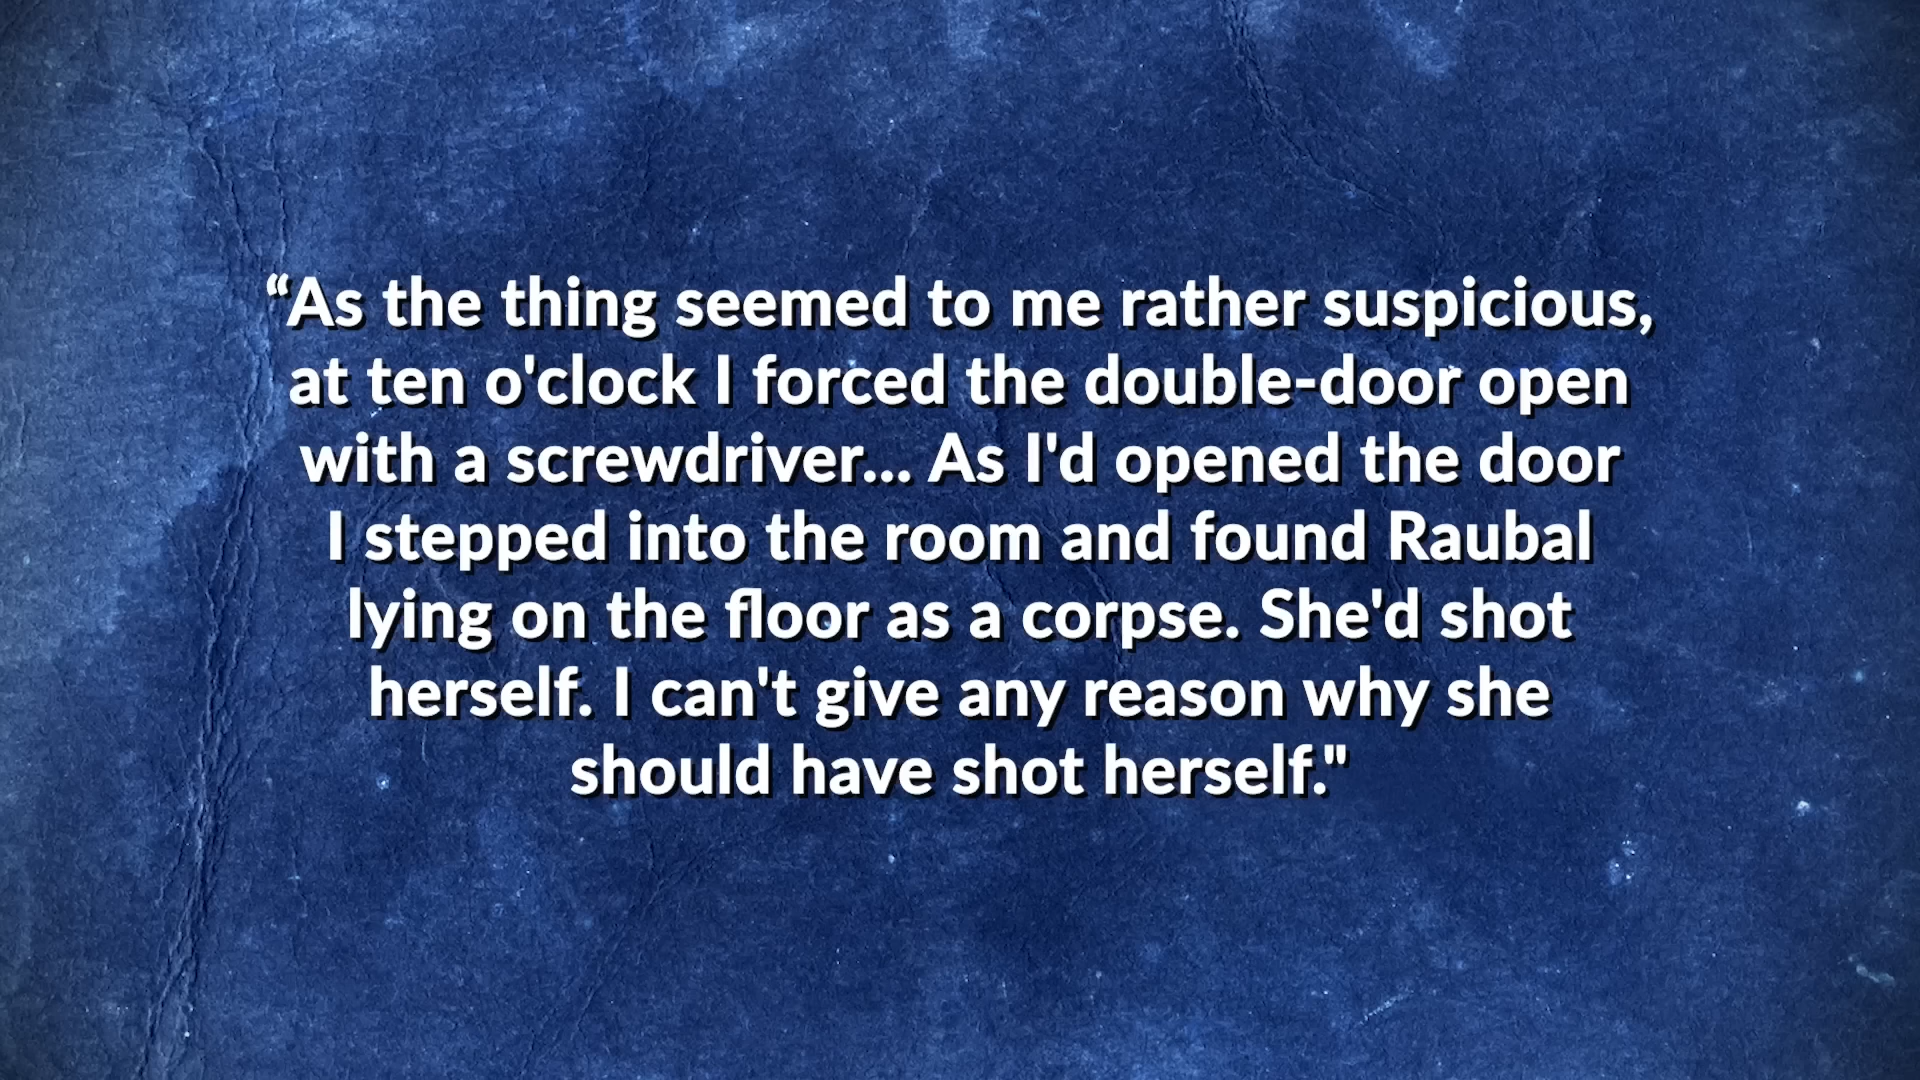 “As the thing seemed to me rather suspicious,
at ten o'clock I forced the double-door open
with a screwdriver... As I'd opened the door
I stepped into the room and found Raubal
lying on the floor as a corpse. She'd shot
herself. I can't give any reason why she
should have shot herself."